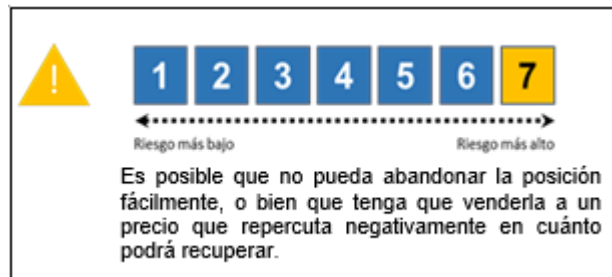 !
1 2 3 4 5 6 7
Riesgo más bajo Riesgo más alto
Es posible que no pueda abandonar la posición
fácilmente, o bien que tenga que venderla a un
precio que repercuta negativamente en cuánto
podrá recuperar.